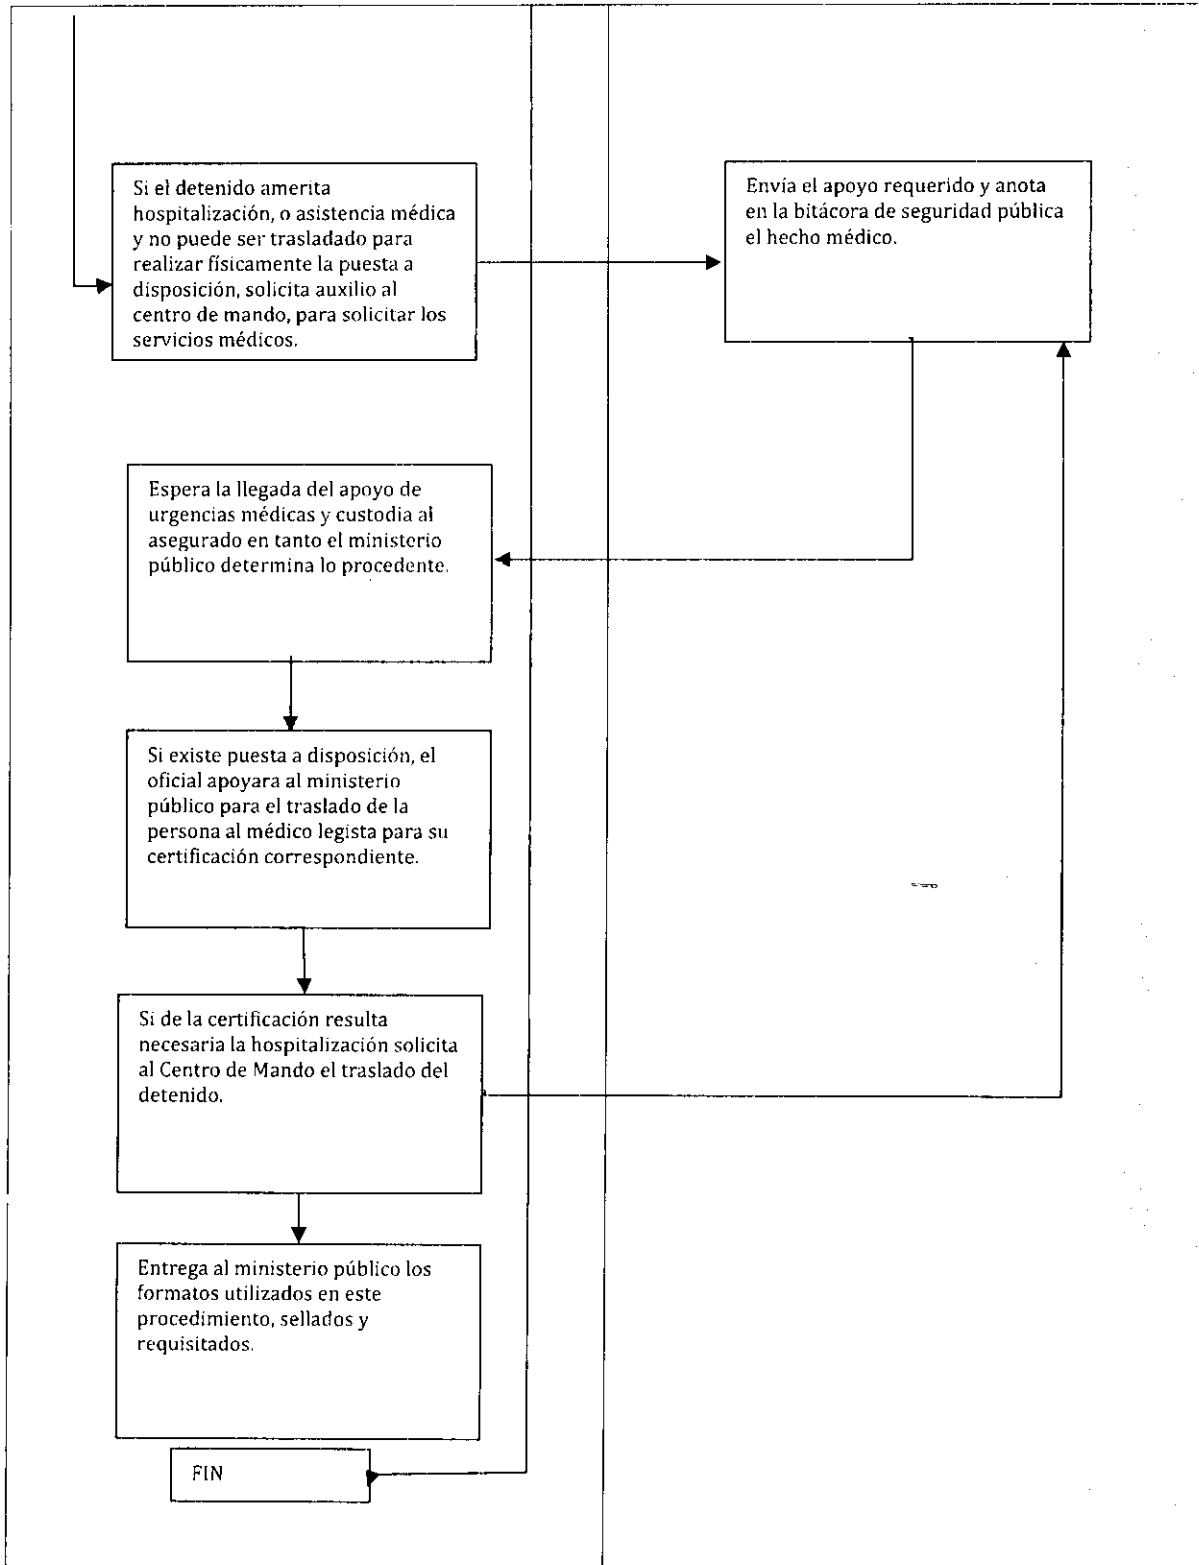 Si el detenido amerita
hospitalización, o asistencia médica
y no puede ser trasladado para
realizar físicamente la puesta a
disposición, solicita auxilio al
centro de mando, para solicitar los
servicios médicos.
Envía el apoyo requerido y anota
en la bitácora de seguridad pública
el hecho médico.
Espera la llegada del apoyo de
urgencias médicas y custodia al
asegurado en tanto el ministerio
público determina lo procedente.
Si existe puesta a disposición, el
oficial apoyara al ministerio
público para el traslado de la
persona al médico legista para su
certificación correspondiente.
Si de la certificación resulta
necesaria la hospitalización solicita
al Centro de Mando el traslado del
detenido.
Entrega al ministerio público los
formatos utilizados en este
procedimiento, sellados y
requisitados.
FIN